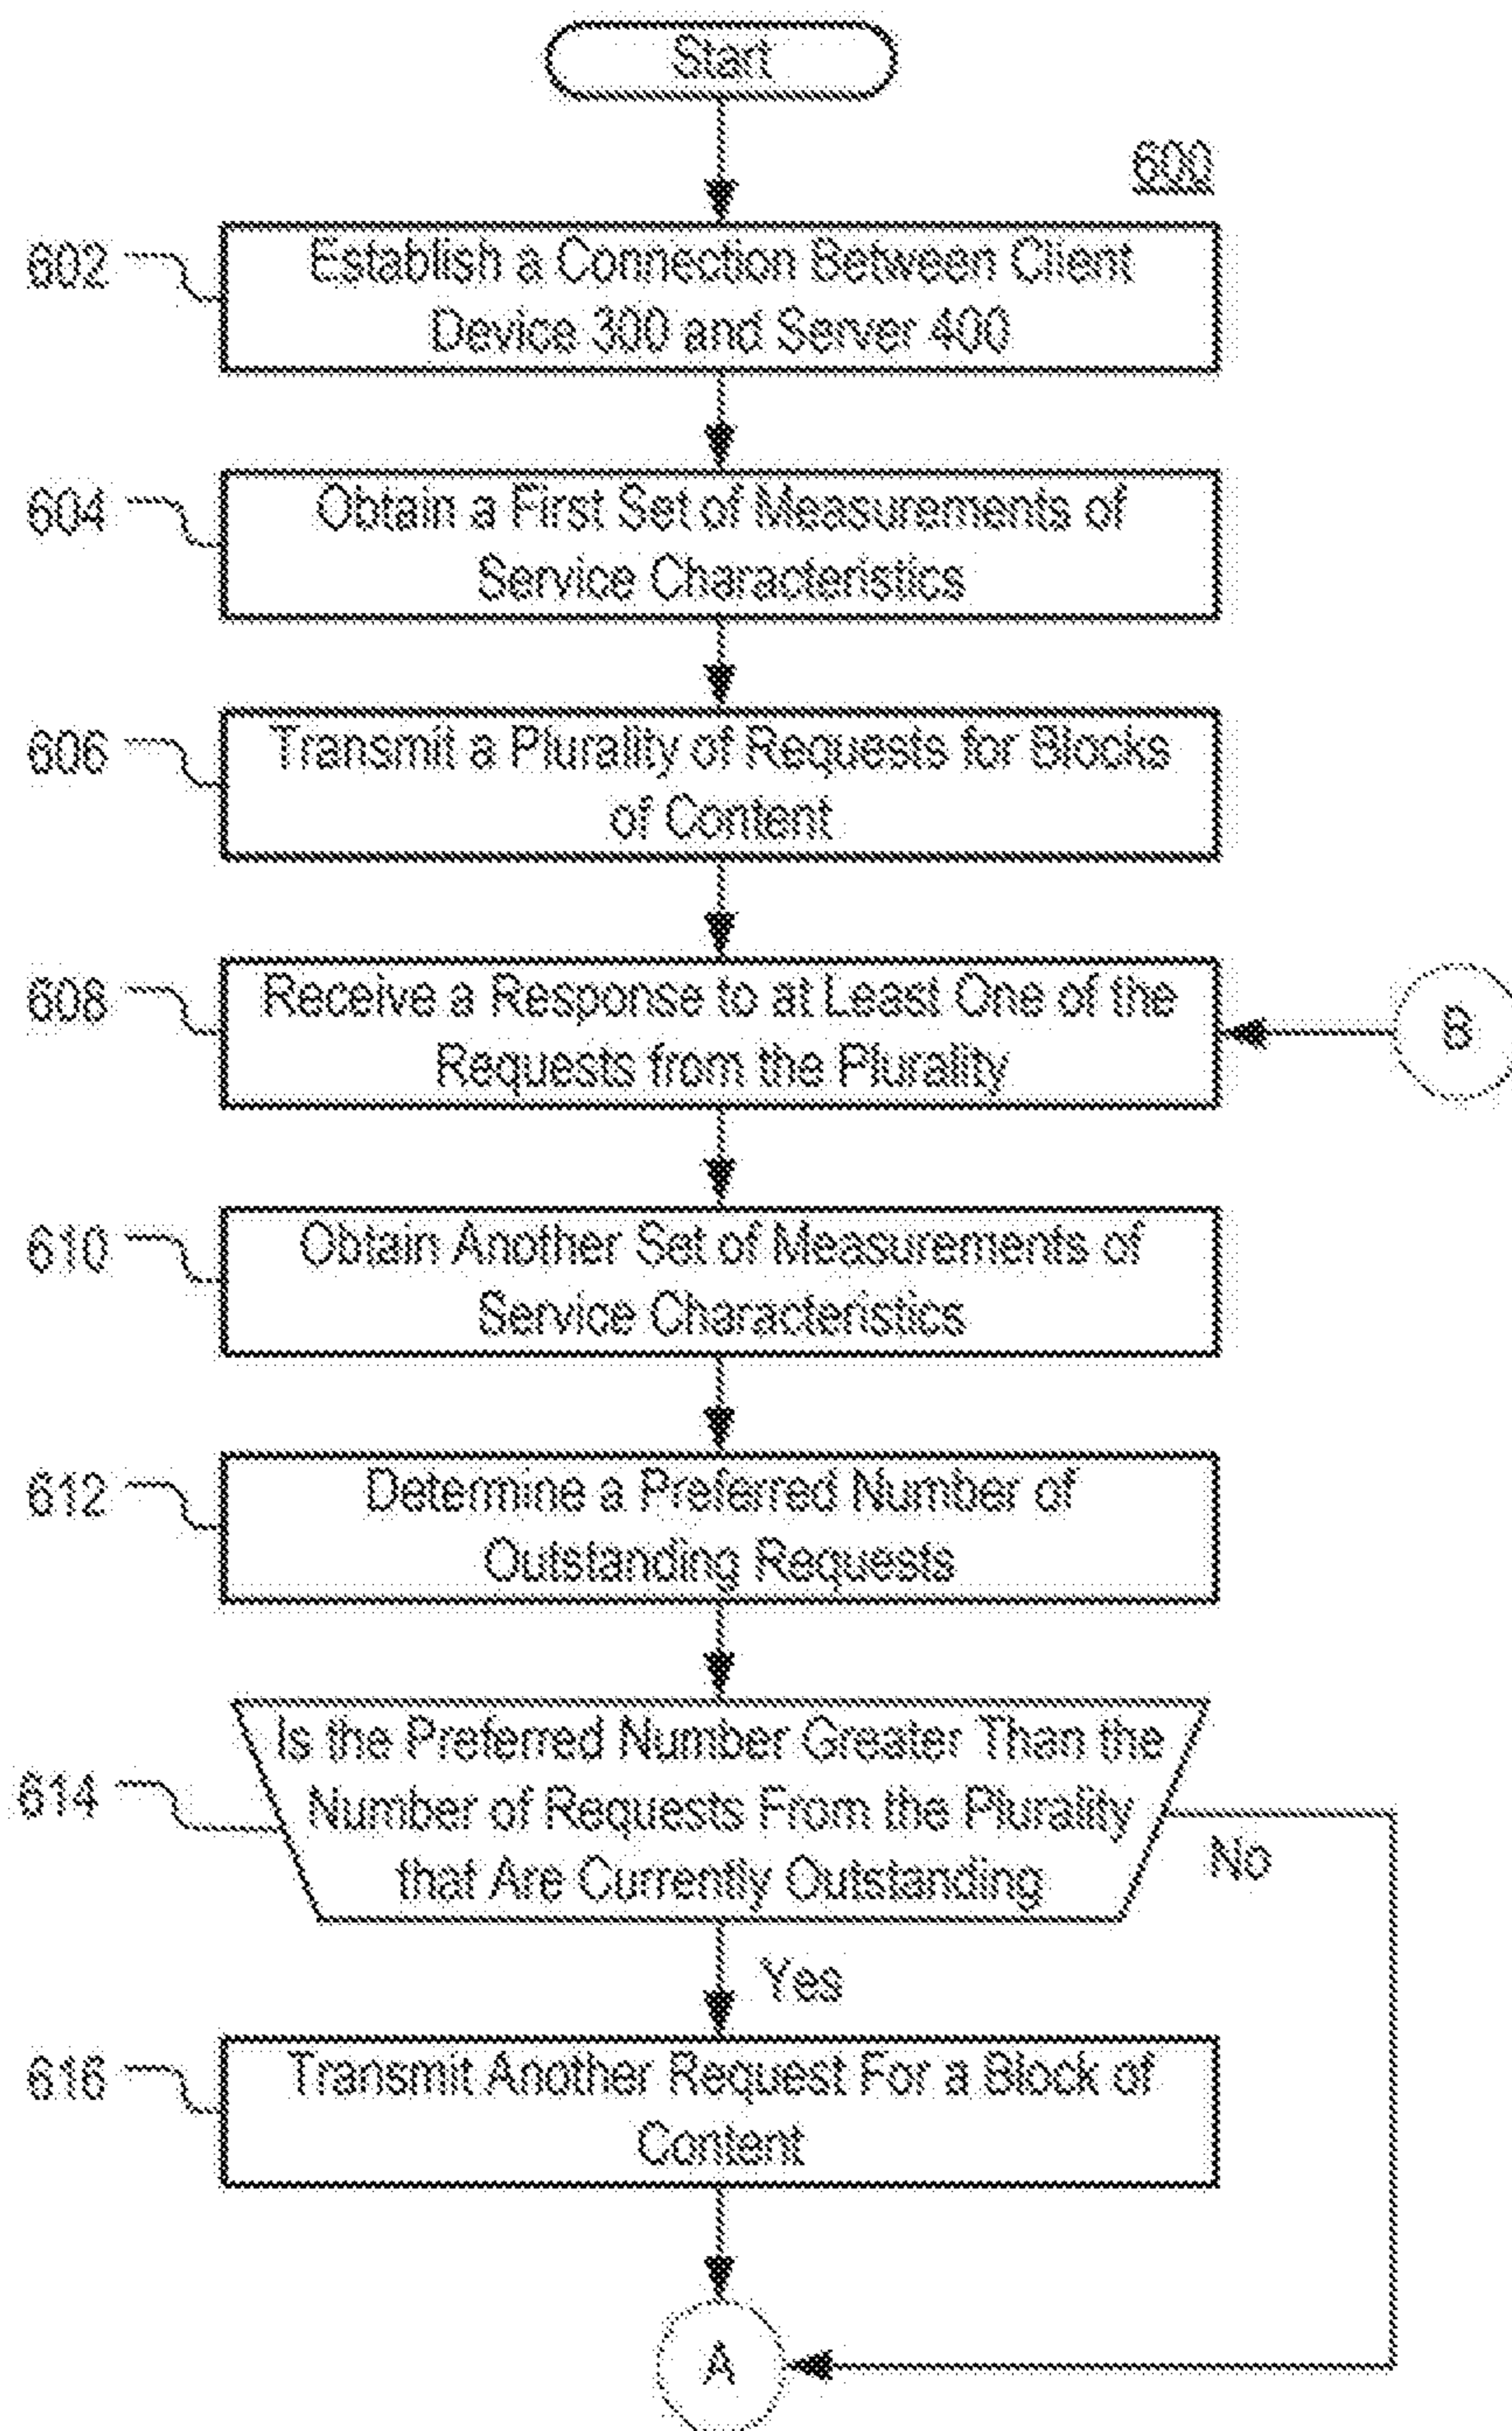 Start
600
602
Establish a Connection Between Client
Device 300 and Server 400
604
Obtain a First Set of Measurements of
Service Characteristics
606
Transmit a Plurality of Requests for Blocks
of Content
608
Receive a Response to at Least One of the
Requests from the Plurality
B
610
Obtain Another Set of Measurements of
Service Characteristics
612
Determine a Preferred Number of
Outstanding Requests
614
Is the Preferred Number Greater Than the
Number of Requests From the Plurality
that Are Currently Outstanding
No
Yes
616
Transmit Another Request For a Block of
Content
A